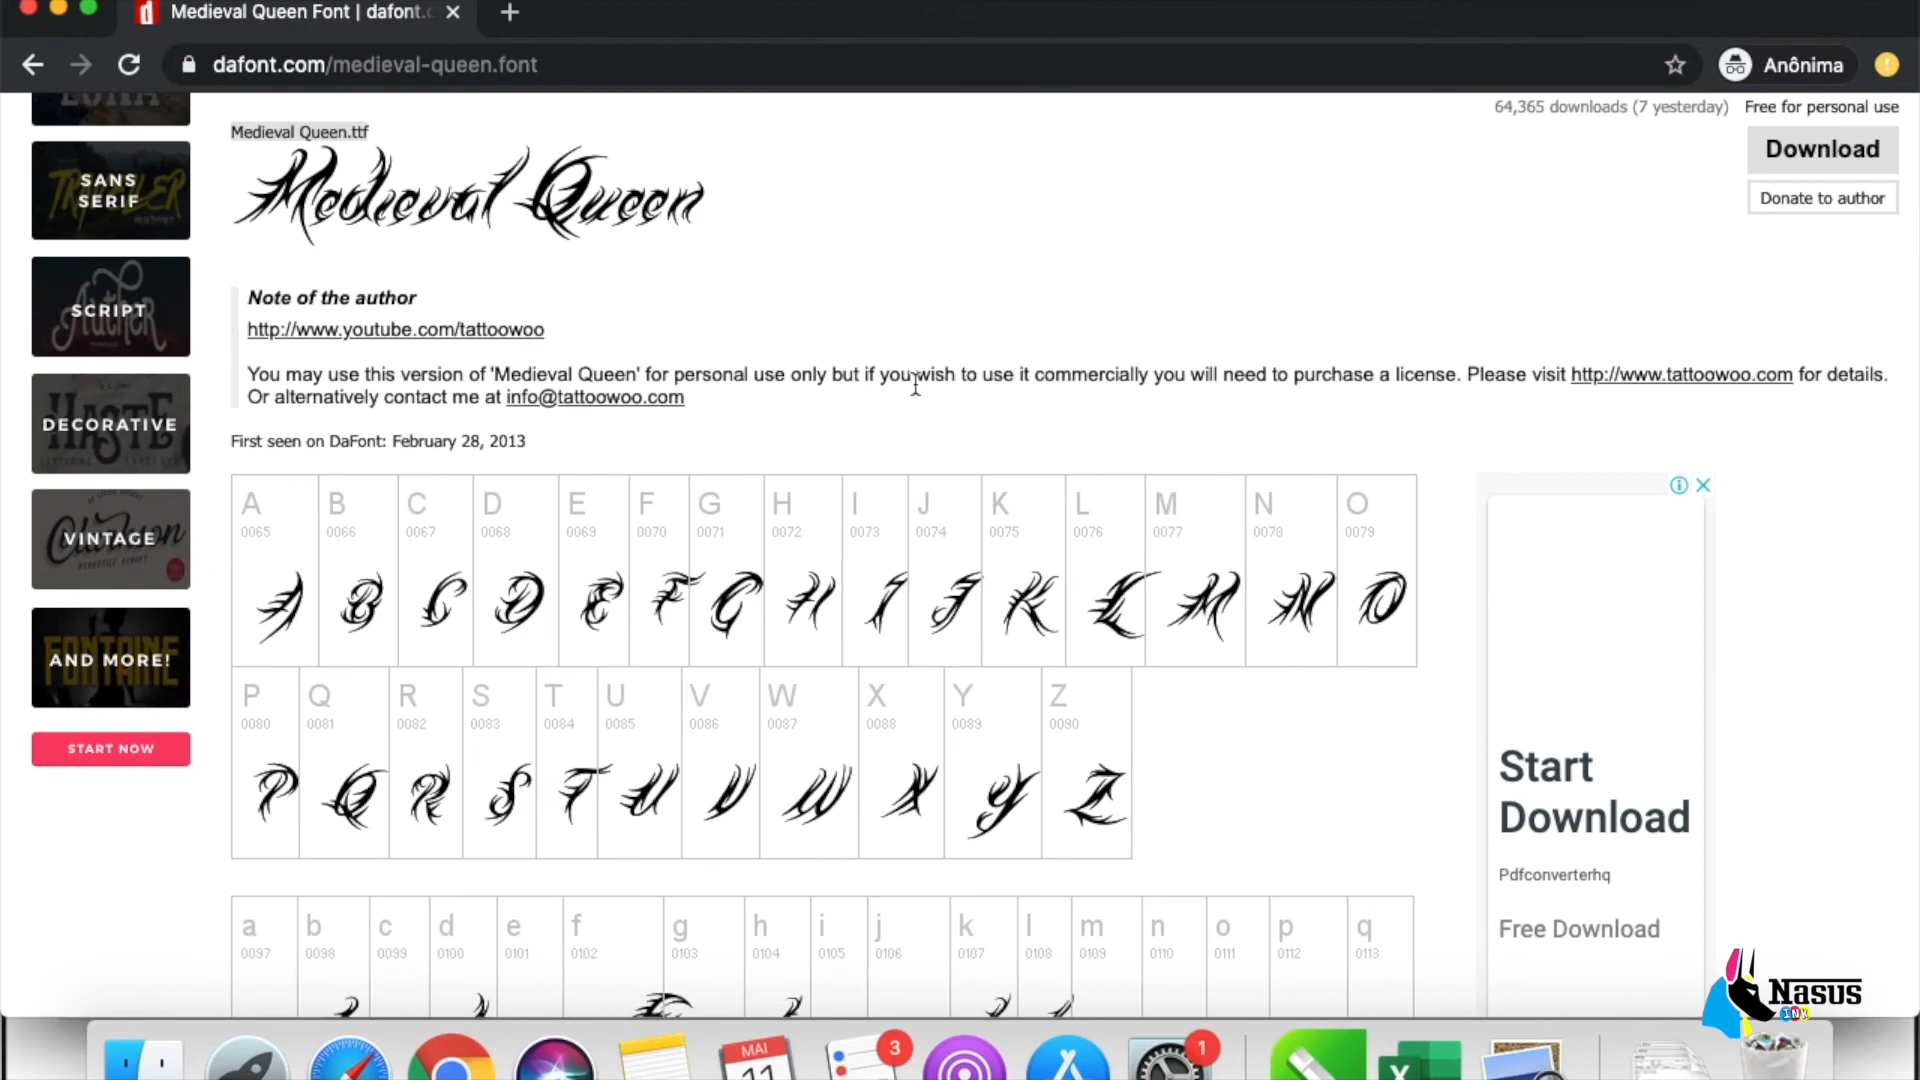 Medieval Queen Font | dafont.c
dafont.com/medieval-queen.font
Anônima
64,365 downloads (7 yesterday)
Free for personal use
Medieval Queen.ttf
Download
Donate to author
Medieval Queen
SANS
SERIF
SCRIPT
DECORATIVE
VINTAGE
AND MORE!
START NOW
Note of the author
http://www.youtube.com/tattoowoo
You may use this version of 'Medieval Queen' for personal use only but if you wish to use it commercially you will need to purchase a license. Please visit http://www.tattoowoo.com for details.
Or alternatively contact me at info@tattoowoo.com
First seen on DaFont: February 28, 2013
A B C D E F G H I J K L M N O
0065 0066 0067 0068 0069 0070 0071 0072 0073 0074 0075 0076 0077 0078 0079
A B C D E F G H I J K L M N O
P Q R S T U V W X Y Z
0080 0081 0082 0083 0084 0085 0086 0087 0088 0089 0090
P Q R S T U V W X Y Z
a b c d e f g h i j k l m n o p q
0097 0098 0099 0100 0101 0102 0103 0104 0105 0106 0107 0108 0109 0110 0111 0112 0113
Start
Download
Pdfconverterhq
Free Download
Nasus
INK
MAI
11
3
1
X